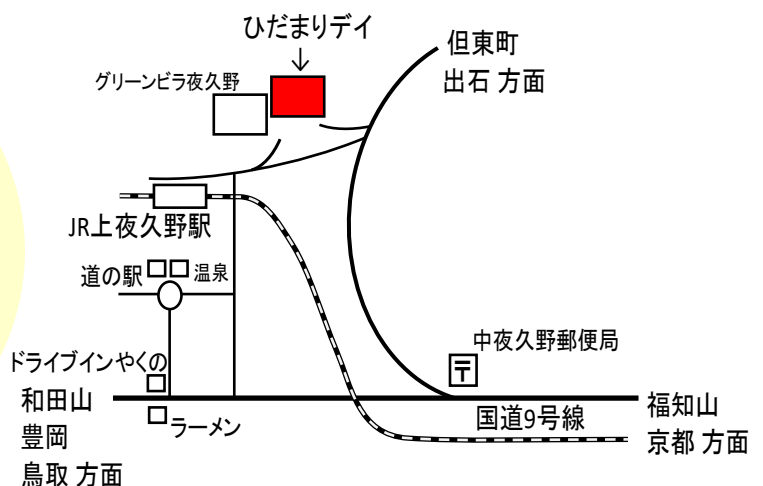 ひだまりデイ
↓
但東町
出石 方面
グリーンビラ夜久野
JR上夜久野駅
道の駅 温泉
中夜久野郵便局
〒
ドライブインやくの
和田山
豊岡
鳥取 方面
ラーメン
国道9号線
福知山
京都 方面